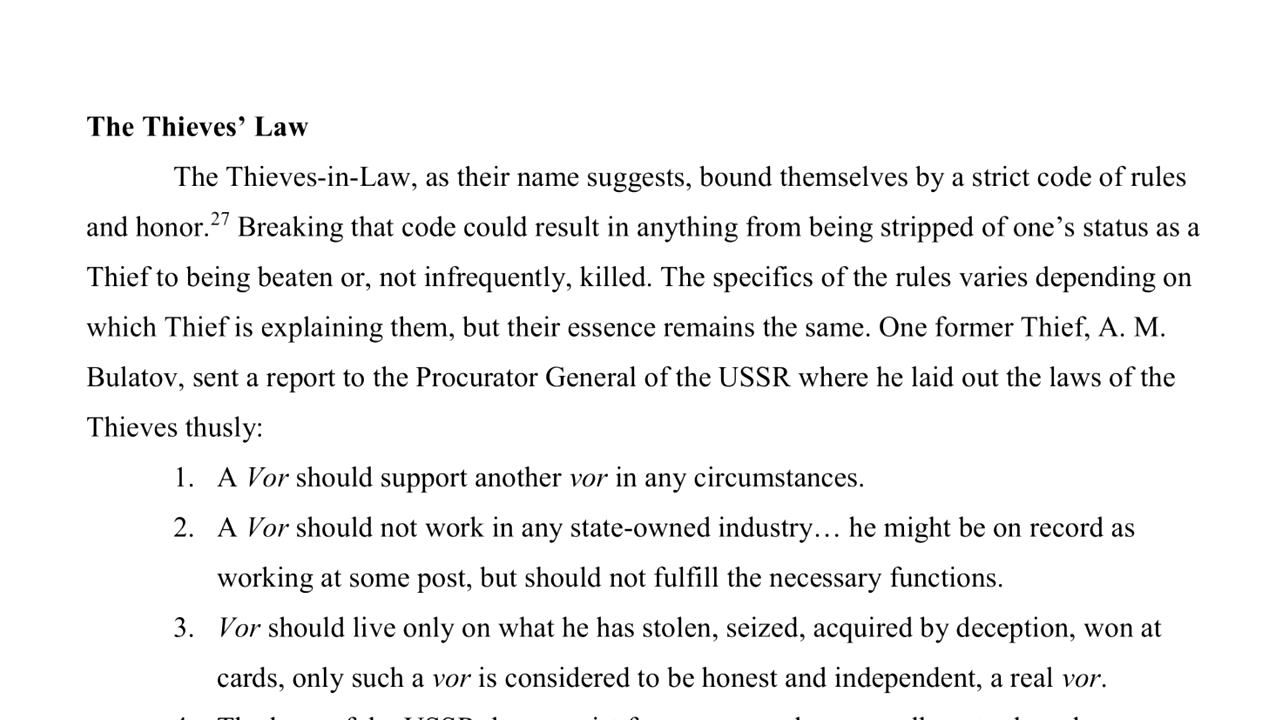 The Thieves’ Law
The Thieves-in-Law, as their name suggests, bound themselves by a strict code of rules
and honor.27 Breaking that code could result in anything from being stripped of one’s status as a
Thief to being beaten or, not infrequently, killed. The specifics of the rules varies depending on
which Thief is explaining them, but their essence remains the same. One former Thief, A. M.
Bulatov, sent a report to the Procurator General of the USSR where he laid out the laws of the
Thieves thusly:
1. A Vor should support another vor in any circumstances.
2. A Vor should not work in any state-owned industry… he might be on record as
working at some post, but should not fulfill the necessary functions.
3. Vor should live only on what he has stolen, seized, acquired by deception, won at
cards, only such a vor is considered to be honest and independent, a real vor.